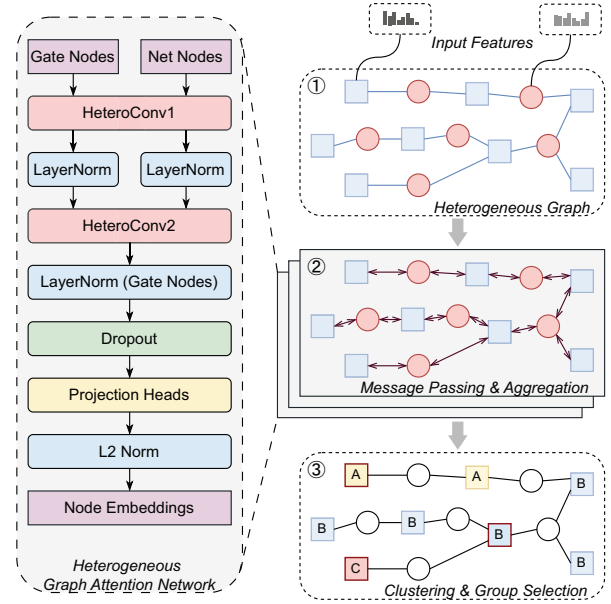 Gate Nodes
Net Nodes
HeteroConv1
LayerNorm
LayerNorm
HeteroConv2
LayerNorm (Gate Nodes)
Dropout
Projection Heads
L2 Norm
Node Embeddings
Heterogeneous
Graph Attention Network
Input Features
①
Heterogeneous Graph
②
Message Passing & Aggregation
③
A
A
B
B
B
B
C
B
Clustering & Group Selection